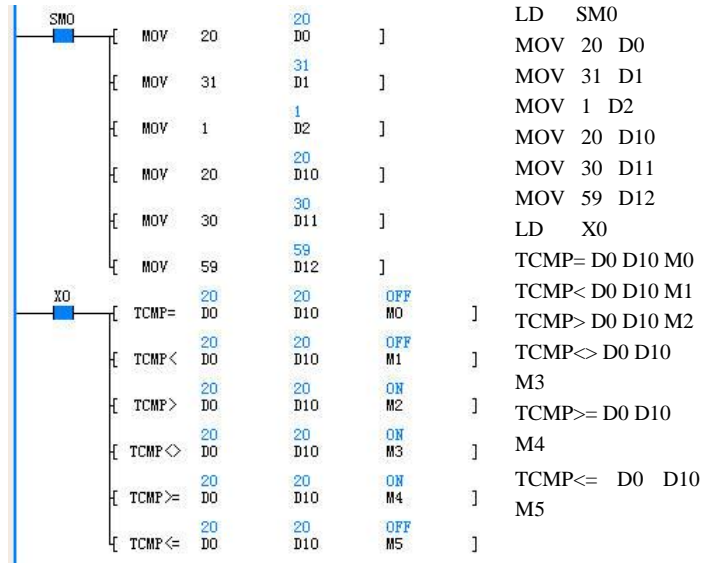 SM0
20
[ MOV 20 D0 ]
31
[ MOV 31 D1 ]
1
[ MOV 1 D2 ]
20
[ MOV 20 D10 ]
30
[ MOV 30 D11 ]
59
[ MOV 59 D12 ]
X0
20 20 OFF
[ TCMP= D0 D10 M0 ]
20 20 OFF
[ TCMP< D0 D10 M1 ]
20 20 ON
[ TCMP> D0 D10 M2 ]
20 20 ON
[ TCMP<> D0 D10 M3 ]
20 20 ON
[ TCMP>= D0 D10 M4 ]
20 20 OFF
[ TCMP<= D0 D10 M5 ]
LD SM0
MOV 20 D0
MOV 31 D1
MOV 1 D2
MOV 20 D10
MOV 30 D11
MOV 59 D12
LD X0
TCMP= D0 D10 M0
TCMP< D0 D10 M1
TCMP> D0 D10 M2
TCMP<> D0 D10
M3
TCMP>= D0 D10
M4
TCMP<= D0 D10
M5